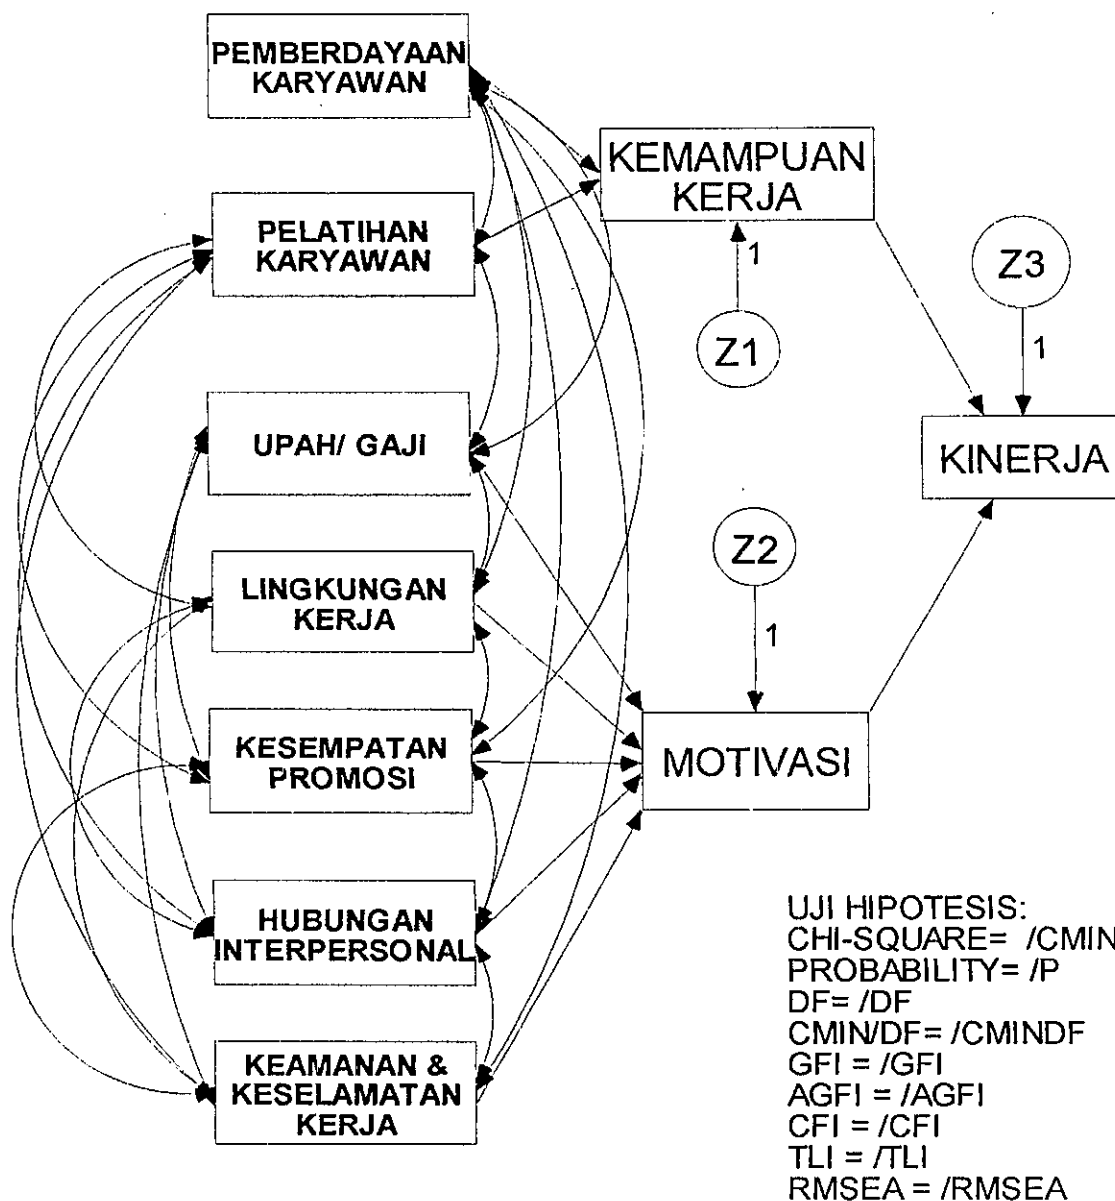 PEMBERDAYAAN
KARYAWAN
KEMAMPUAN
KERJA
PELATIHAN
KARYAWAN
1
Z3
Z1
1
UPAH/ GAJI
KINERJA
Z2
LINGKUNGAN
KERJA
1
KESEMPATAN
PROMOSI
MOTIVASI
HUBUNGAN
INTERPERSONAL
KEAMANAN &
KESELAMATAN
KERJA
UJI HIPOTESIS:
CHI-SQUARE= /CMIN
PROBABILITY= /P
DF= /DF
CMIN/DF= /CMINDF
GFI = /GFI
AGFI = /AGFI
CFI = /CFI
TLI = /TLI
RMSEA = /RMSEA